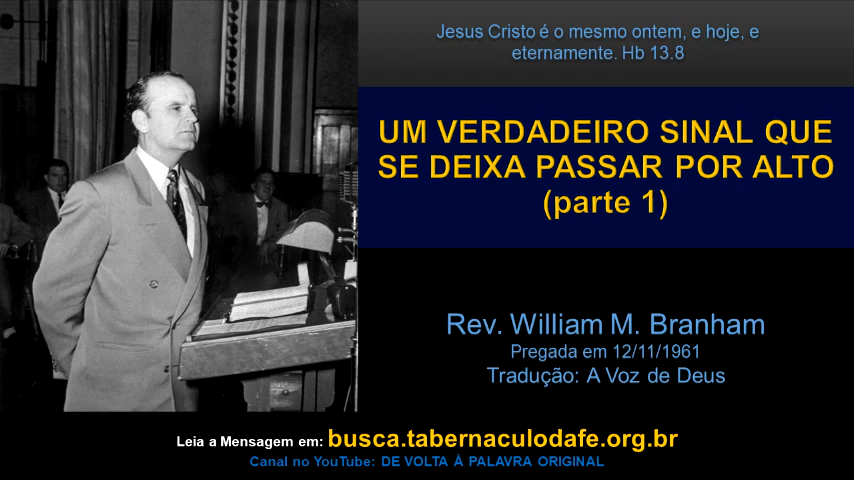 Jesus Cristo é o mesmo ontem, e hoje, e
eternamente. Hb 13.8
UM VERDADEIRO SINAL QUE
SE DEIXA PASSAR POR ALTO
(parte 1)
Rev. William M. Branham
Pregada em 12/11/1961
Tradução: A Voz de Deus
Leia a Mensagem em: busca.tabernaculodafe.org.br
Canal no YouTube: DE VOLTA À PALAVRA ORIGINAL